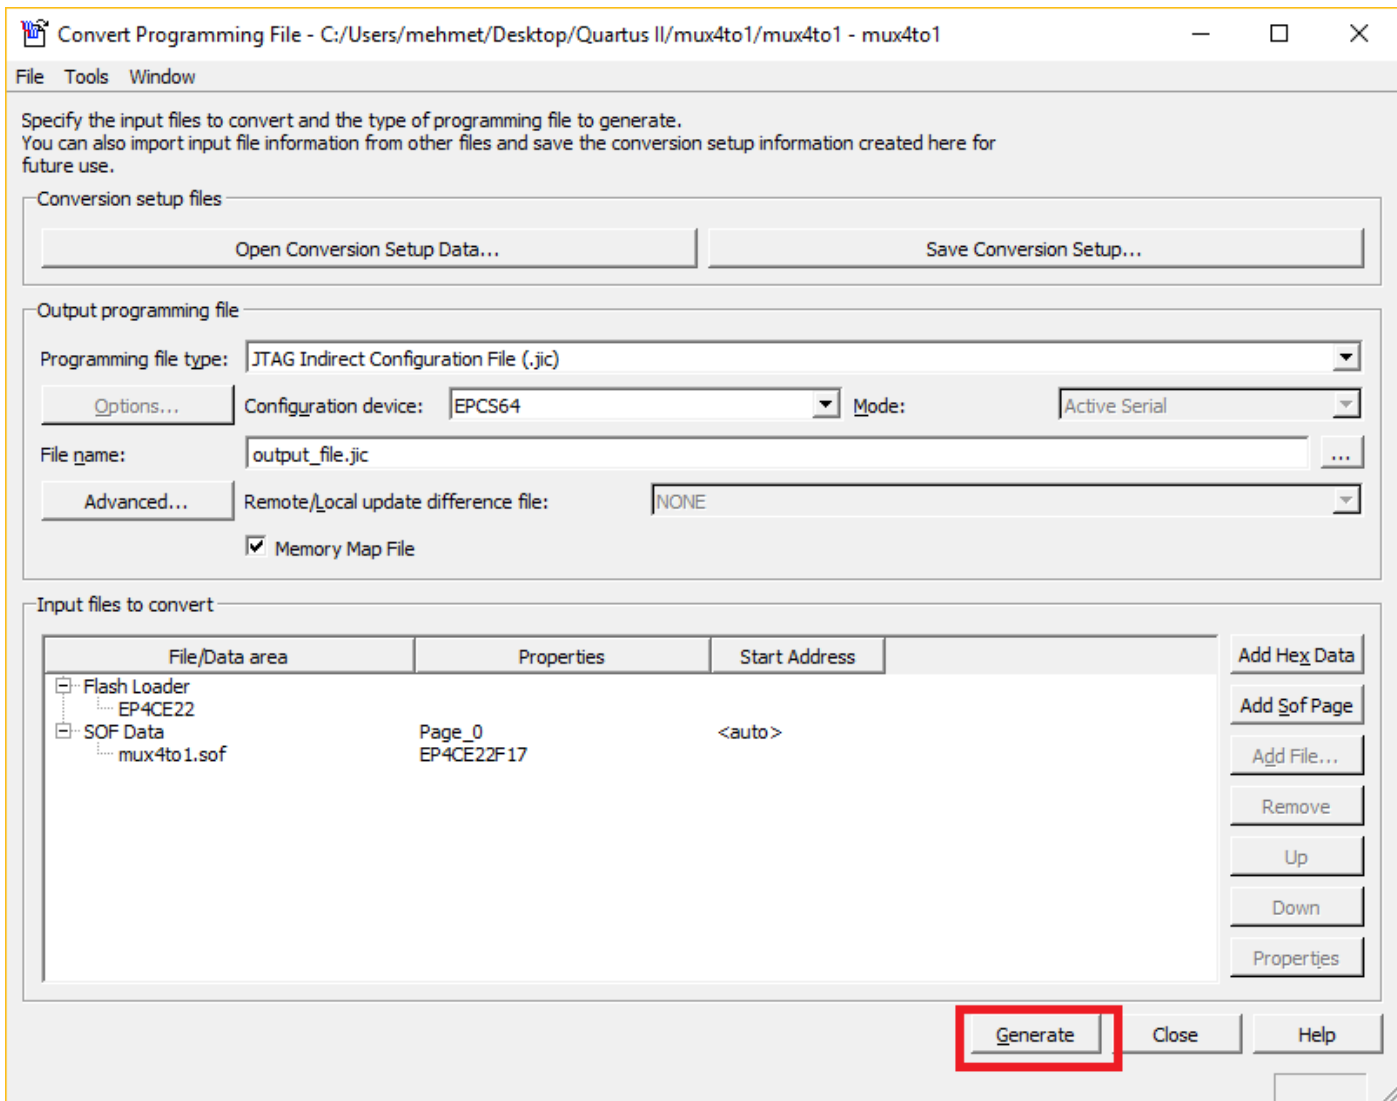 Convert Programming File - C:/Users/mehmet/Desktop/Quartus II/mux4to1/mux4to1 - mux4to1
File Tools Window
Specify the input files to convert and the type of programming file to generate.
You can also import input file information from other files and save the conversion setup information created here for
future use.
Conversion setup files
Open Conversion Setup Data...
Save Conversion Setup...
Output programming file
Programming file type:
JTAG Indirect Configuration File (.jic)
Options...
Configuration device:
EPCS64
Mode:
Active Serial
File name:
output_file.jic
...
Advanced...
Remote/Local update difference file:
NONE
Memory Map File
Input files to convert
File/Data area
Properties
Start Address
Add Hex Data
Flash Loader
EP4CE22
Add Sof Page
SOF Data
Page_0
<auto>
mux4to1.sof
EP4CE22F17
Add File...
Remove
Up
Down
Properties
Generate
Close
Help